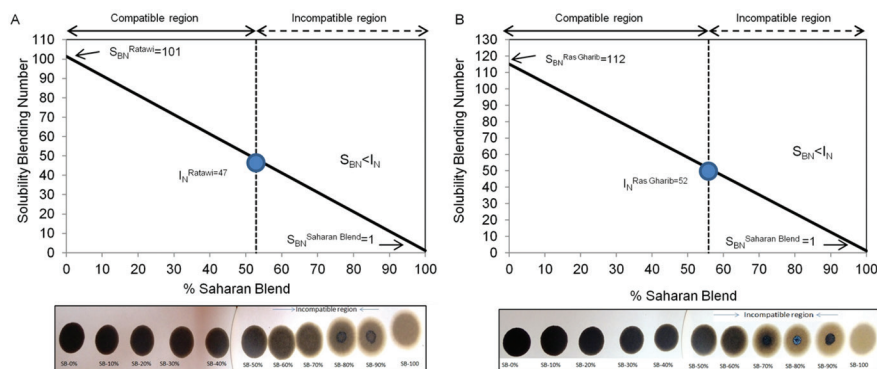 A
Compatible region
Incompatible region
Solubility Blending Number
110
100
90
80
70
60
50
40
30
20
10
0
S_BN^Ratawi=101
I_N^Ratawi=47
S_BN<I_N
S_BN^Saharan Blend=1
0 10 20 30 40 50 60 70 80 90 100
% Saharan Blend
Incompatible region
SB-0% SB-10% SB-20% SB-30% SB-40% SB-50% SB-60% SB-70% SB-80% SB-90% SB-100
B
Compatible region
Incompatible region
Solubility Blending Number
130
120
110
100
90
80
70
60
50
40
30
20
10
0
S_BN^Ras Gharib=112
I_N^Ras Gharib=52
S_BN<I_N
S_BN^Saharan Blend=1
0 10 20 30 40 50 60 70 80 90 100
% Saharan Blend
Incompatible region
SB-0% SB-10% SB-20% SB-30% SB-40% SB-50% SB-60% SB-70% SB-80% SB-90% SB-100